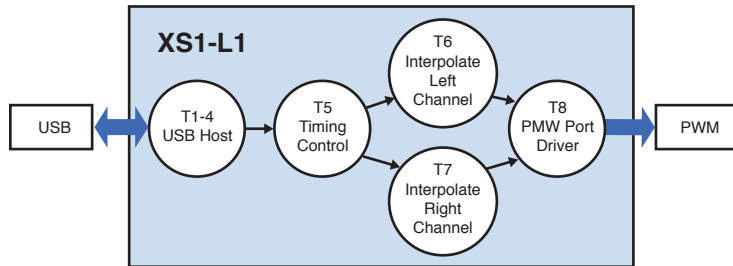 XS1-L1
USB
T1-4
USB Host
T5
Timing
Control
T6
Interpolate
Left
Channel
T7
Interpolate
Right
Channel
T8
PMW Port
Driver
PWM